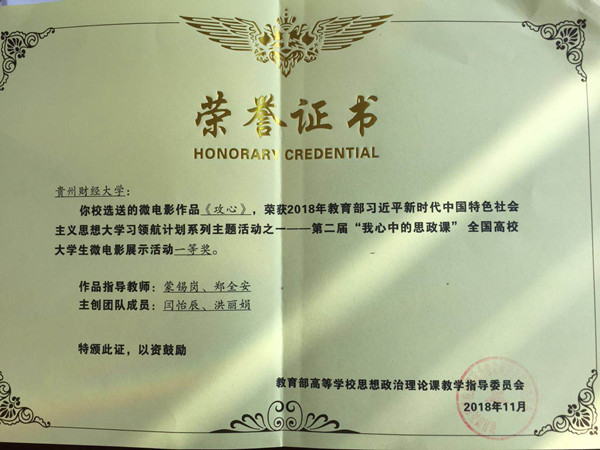 荣誉证书
HONORARY CREDENTIAL
贵州财经大学：
你校选送的微电影作品《攻心》，荣获2018年教育部习近平新时代中国特色社会
主义思想大学习领航计划系列主题活动之一——第二届“我心中的思政课”全国高校
大学生微电影展示活动一等奖。
作品指导教师：蒙锡岗、郑全安
主创团队成员：闫怡辰、洪丽娟
特颁此证，以资鼓励
教育部高等学校思想政治理论课教学指导委员会
2018年11月